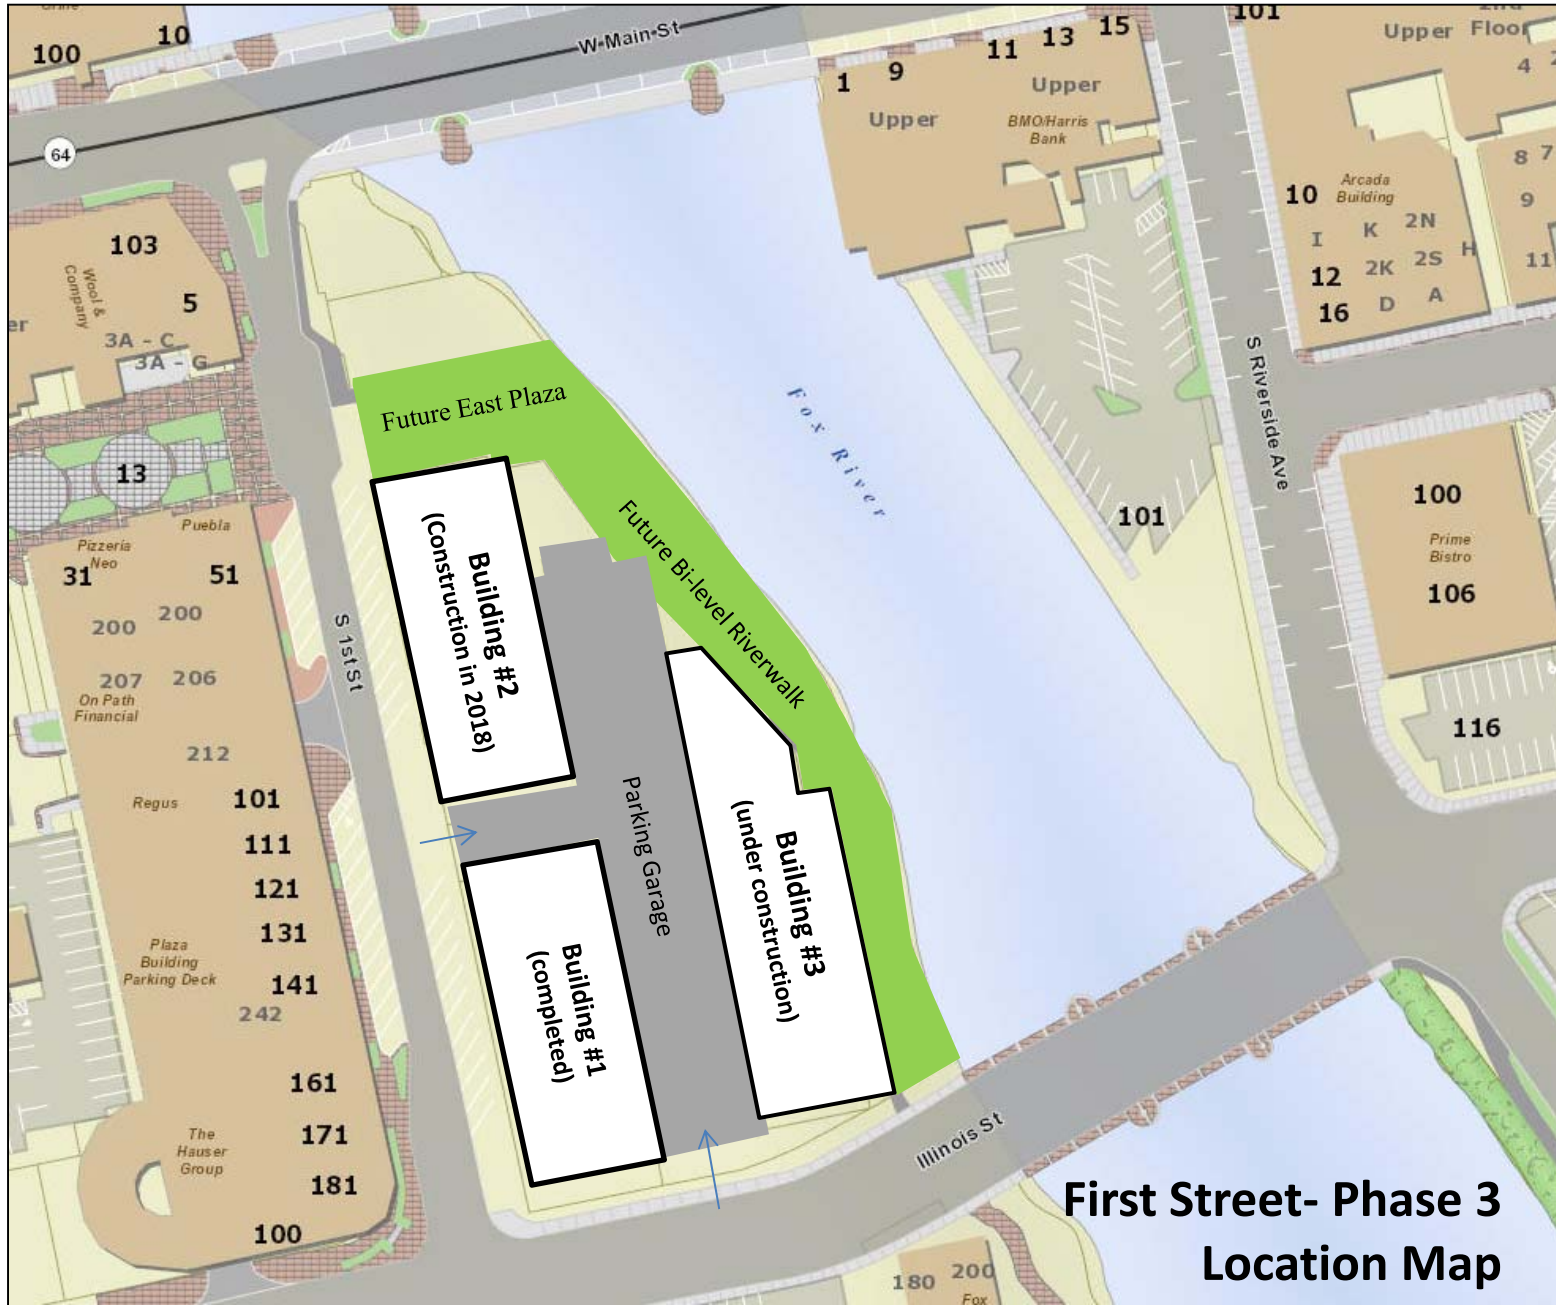 Grille
100
10
W Main St
64
1
9
11
13
15
Upper
Upper
BMO/Harris
Bank
101
Upper
2nd
Floor
4
2
8
7
9
11
10
Arcada
Building
I
K
2N
H
12
2K
2S
16
D
A
103
Wool &
Company
5
er
3A - C
3A - G
13
Future East Plaza
Fox River
S Riverside Ave
101
100
Prime
Bistro
106
116
Puebla
Pizzeria
Neo
31
51
200
200
207
206
On Path
Financial
212
Regus
101
111
121
131
Plaza
Building
Parking Deck
141
242
161
The
Hauser
Group
171
181
100
S 1st St
Building #2
(Construction in 2018)
Future Bi-level Riverwalk
Parking Garage
Building #3
(under construction)
Building #1
(completed)
Illinois St
180
200
Fox
First Street- Phase 3
Location Map